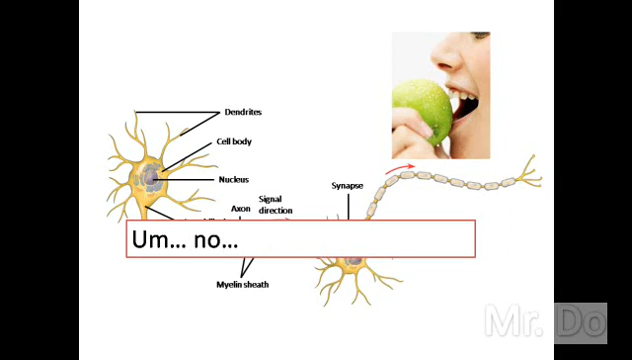 Dendrites
Cell body
Nucleus
Signal
direction
Axon
Synapse
Um... no...
Myelin sheath
Mr. Do